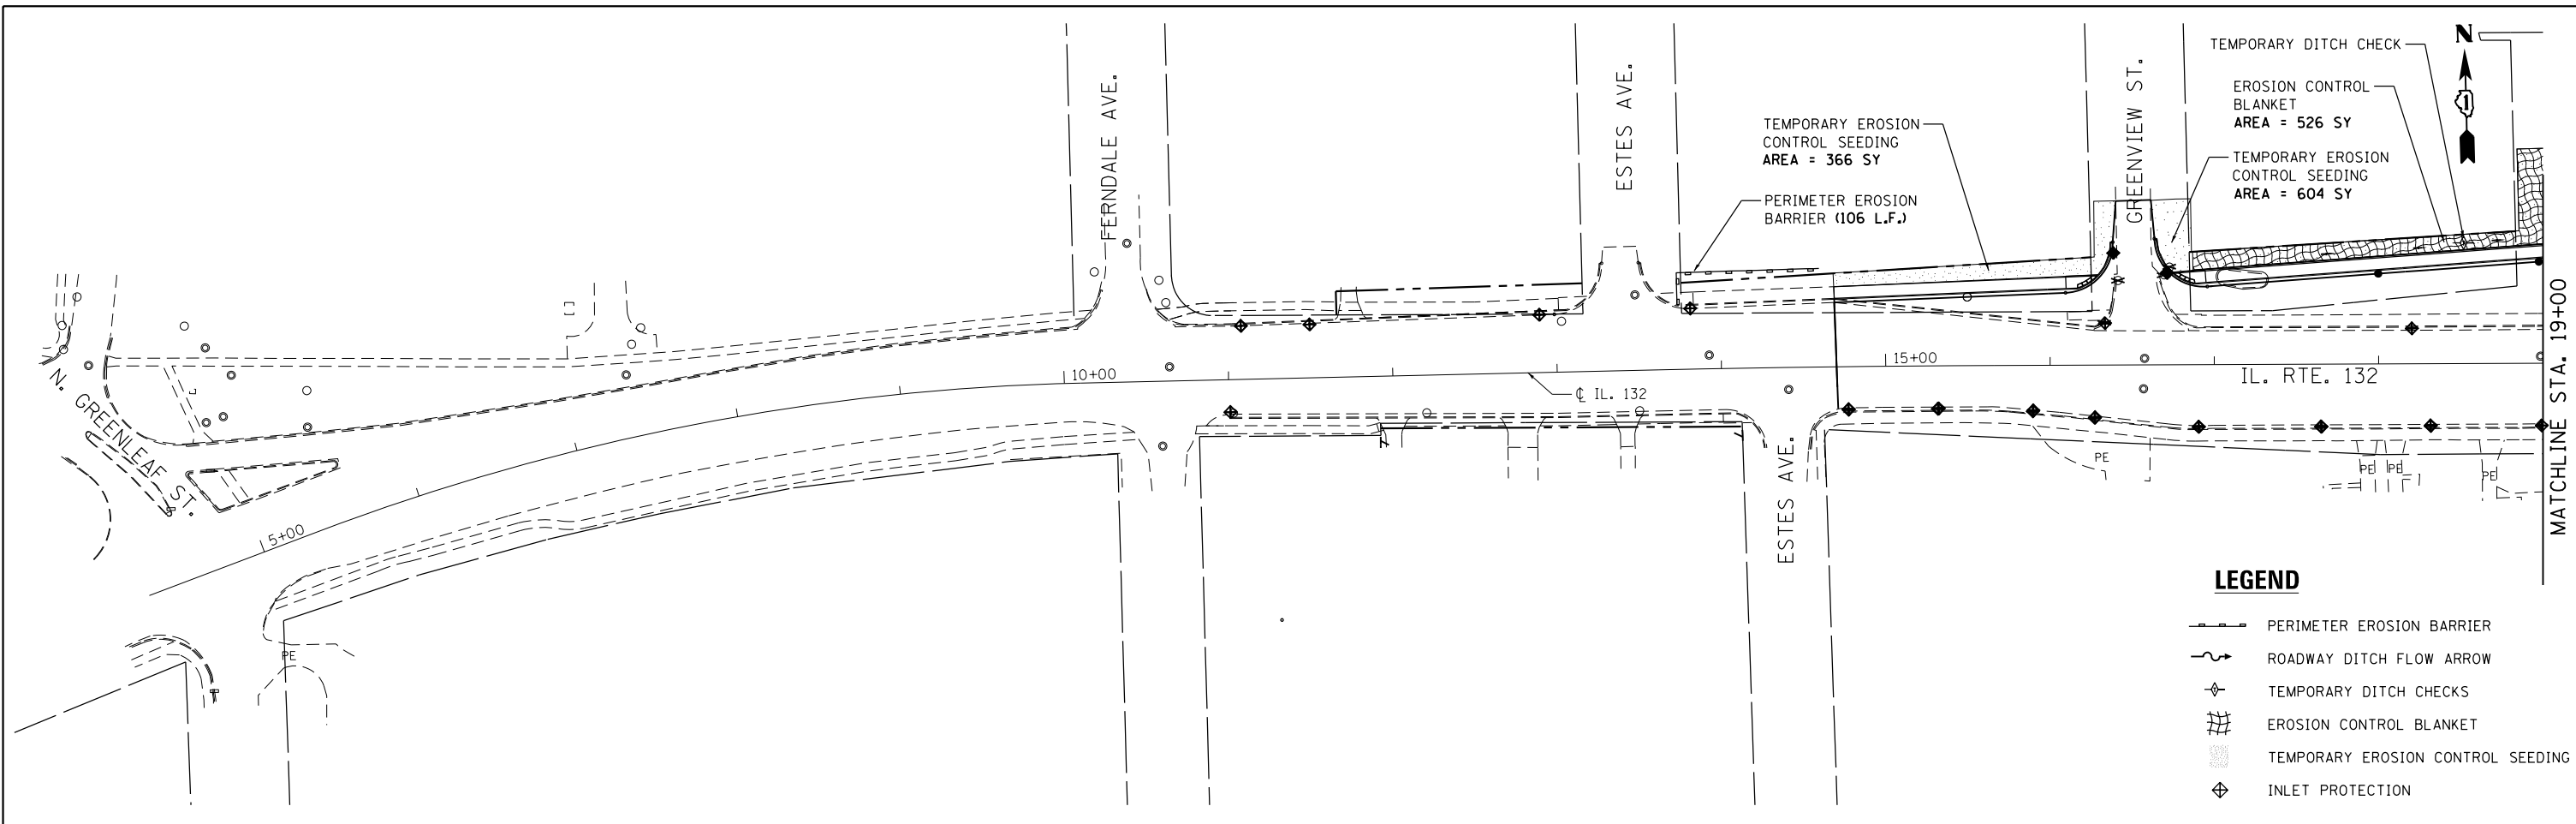 TEMPORARY DITCH CHECK
N
EROSION CONTROL
BLANKET
AREA = 526 SY
TEMPORARY EROSION
CONTROL SEEDING
AREA = 604 SY
TEMPORARY EROSION
CONTROL SEEDING
AREA = 366 SY
PERIMETER EROSION
BARRIER (106 L.F.)
FERNDALE AVE.
ESTES AVE.
GREENVIEW ST.
1
N. GREENLEAF ST.
5+00
10+00
15+00
℄ IL. 132
IL. RTE. 132
MATCHLINE STA. 19+00
ESTES AVE.
PE
PE
PE
PE
PE
LEGEND
PERIMETER EROSION BARRIER
ROADWAY DITCH FLOW ARROW
TEMPORARY DITCH CHECKS
EROSION CONTROL BLANKET
TEMPORARY EROSION CONTROL SEEDING
INLET PROTECTION